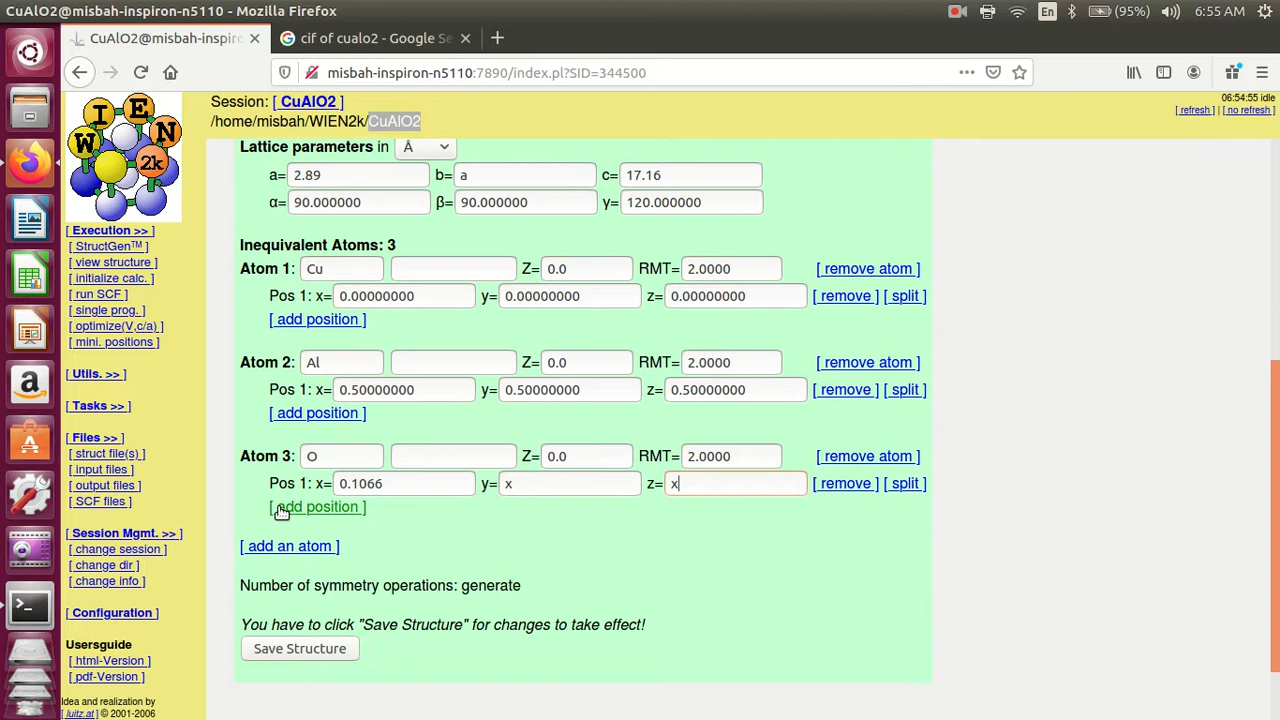 CuAlO2@misbah-inspiron-n5110 - Mozilla Firefox
En (95%) 6:55 AM
CuAlO2@misbah-inspiro
cif of cualo2 - Google Se
misbah-inspiron-n5110:7890/index.pl?SID=344500
W I E N 2k
Session: [ CuAlO2 ]
/home/misbah/WIEN2k/CuAlO2
06:54:55 idle
[ refresh ] | [ no refresh ]
[ Execution >> ]
[ StructGen™ ]
[ view structure ]
[ initialize calc. ]
[ run SCF ]
[ single prog. ]
[ optimize(V,c/a) ]
[ mini. positions ]
[ Utils. >> ]
[ Tasks >> ]
[ Files >> ]
[ struct file(s) ]
[ input files ]
[ output files ]
[ SCF files ]
[ Session Mgmt. >> ]
[ change session ]
[ change dir ]
[ change info ]
[ Configuration ]
Usersguide
[ html-Version ]
[ pdf-Version ]
Idea and realization by
[ luitz.at ] © 2001-2006
Lattice parameters in Å
a= 2.89 b= a c= 17.16
α= 90.000000 β= 90.000000 γ= 120.000000
Inequivalent Atoms: 3
Atom 1: Cu Z= 0.0 RMT= 2.0000 [ remove atom ]
Pos 1: x= 0.00000000 y= 0.00000000 z= 0.00000000 [ remove ] [ split ]
[ add position ]
Atom 2: Al Z= 0.0 RMT= 2.0000 [ remove atom ]
Pos 1: x= 0.50000000 y= 0.50000000 z= 0.50000000 [ remove ] [ split ]
[ add position ]
Atom 3: O Z= 0.0 RMT= 2.0000 [ remove atom ]
Pos 1: x= 0.1066 y= x z= x [ remove ] [ split ]
[ add position ]
[ add an atom ]
Number of symmetry operations: generate
You have to click "Save Structure" for changes to take effect!
Save Structure